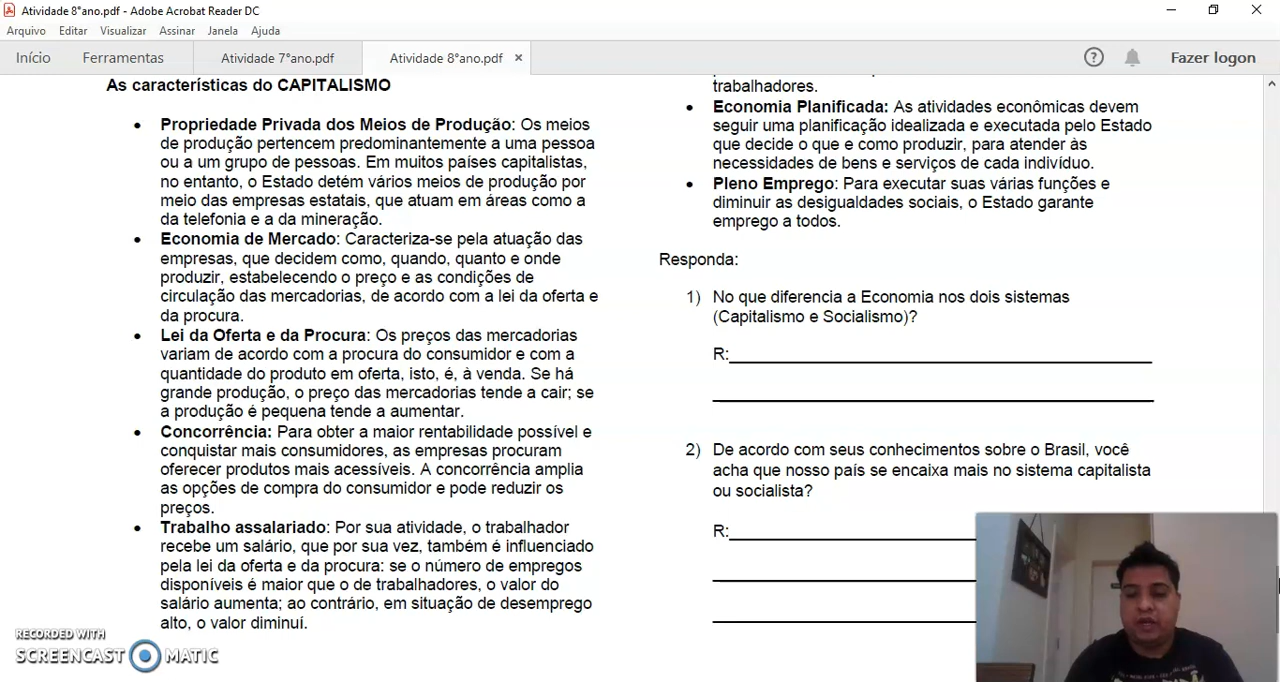 Atividade 8°ano.pdf - Adobe Acrobat Reader DC
Arquivo Editar Visualizar Assinar Janela Ajuda
Início Ferramentas Atividade 7°ano.pdf Atividade 8°ano.pdf × ? Fazer logon
As características do CAPITALISMO
• Propriedade Privada dos Meios de Produção: Os meios
de produção pertencem predominantemente a uma pessoa
ou a um grupo de pessoas. Em muitos países capitalistas,
no entanto, o Estado detém vários meios de produção por
meio das empresas estatais, que atuam em áreas como a
da telefonia e a da mineração.
• Economia de Mercado: Caracteriza-se pela atuação das
empresas, que decidem como, quando, quanto e onde
produzir, estabelecendo o preço e as condições de
circulação das mercadorias, de acordo com a lei da oferta e
da procura.
• Lei da Oferta e da Procura: Os preços das mercadorias
variam de acordo com a procura do consumidor e com a
quantidade do produto em oferta, isto, é, à venda. Se há
grande produção, o preço das mercadorias tende a cair; se
a produção é pequena tende a aumentar.
• Concorrência: Para obter a maior rentabilidade possível e
conquistar mais consumidores, as empresas procuram
oferecer produtos mais acessíveis. A concorrência amplia
as opções de compra do consumidor e pode reduzir os
preços.
• Trabalho assalariado: Por sua atividade, o trabalhador
recebe um salário, que por sua vez, também é influenciado
pela lei da oferta e da procura: se o número de empregos
disponíveis é maior que o de trabalhadores, o valor do
salário aumenta; ao contrário, em situação de desemprego
alto, o valor diminuí.
trabalhadores.
• Economia Planificada: As atividades econômicas devem
seguir uma planificação idealizada e executada pelo Estado
que decide o que e como produzir, para atender às
necessidades de bens e serviços de cada indivíduo.
• Pleno Emprego: Para executar suas várias funções e
diminuir as desigualdades sociais, o Estado garante
emprego a todos.
Responda:
1) No que diferencia a Economia nos dois sistemas
(Capitalismo e Socialismo)?
R:
2) De acordo com seus conhecimentos sobre o Brasil, você
acha que nosso país se encaixa mais no sistema capitalista
ou socialista?
R:
RECORDED WITH
SCREENCAST MATIC